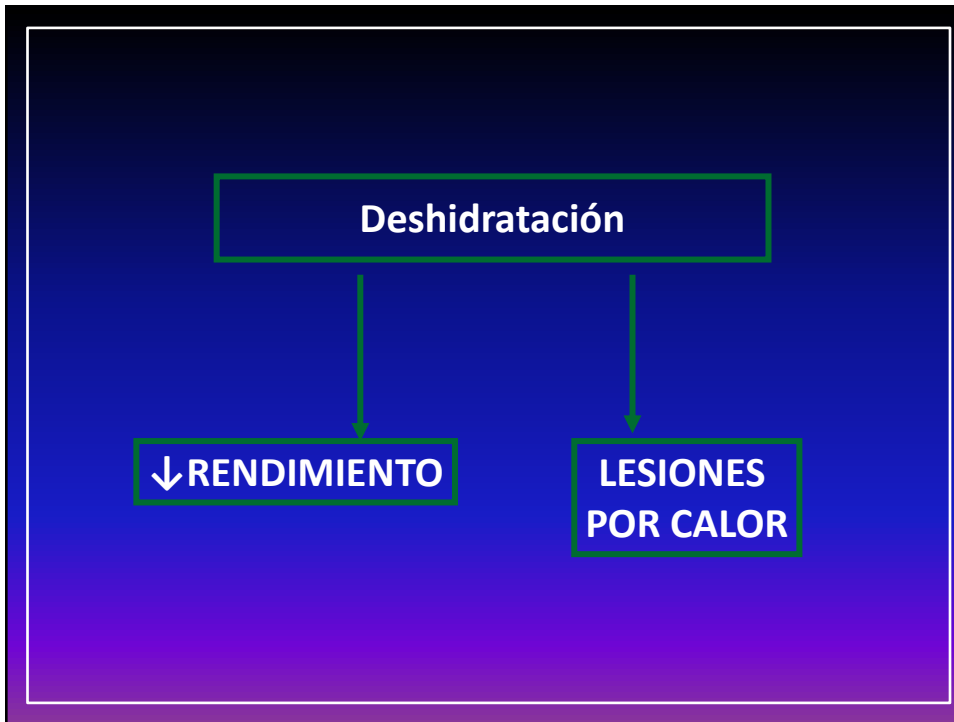 Deshidratación
↓RENDIMIENTO
LESIONES
POR CALOR